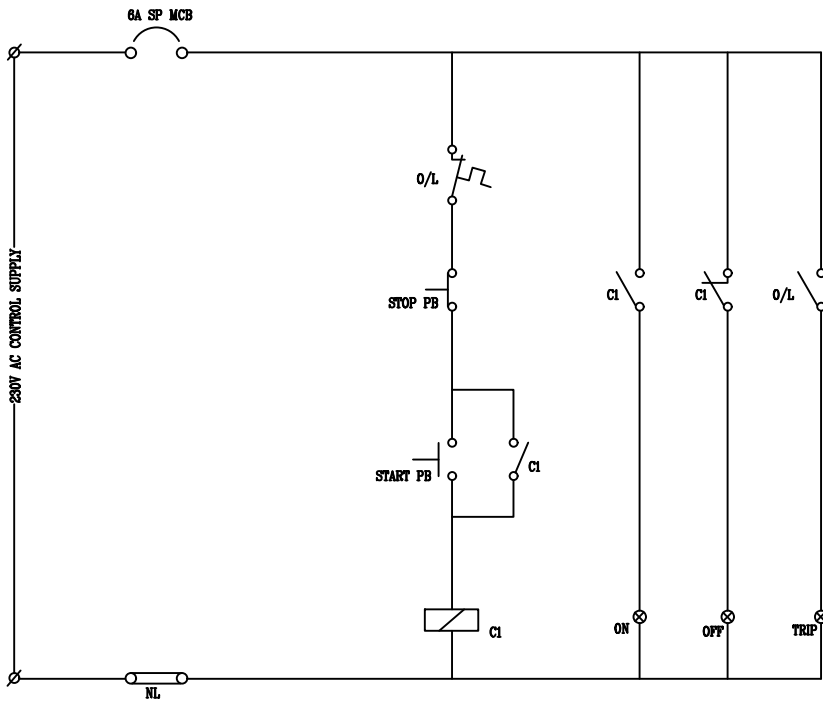 6A SP MCB
O/L
230V AC CONTROL SUPPLY
STOP PB
C1
C1
O/L
START PB
C1
C1
ON
OFF
TRIP
NL